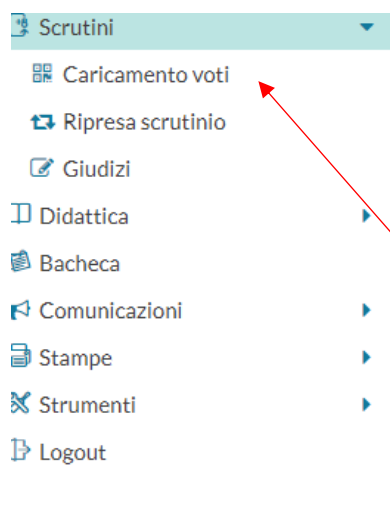 Scrutini
Caricamento voti
Ripresa scrutinio
Giudizi
Didattica
Bacheca
Comunicazioni
Stampe
Strumenti
Logout